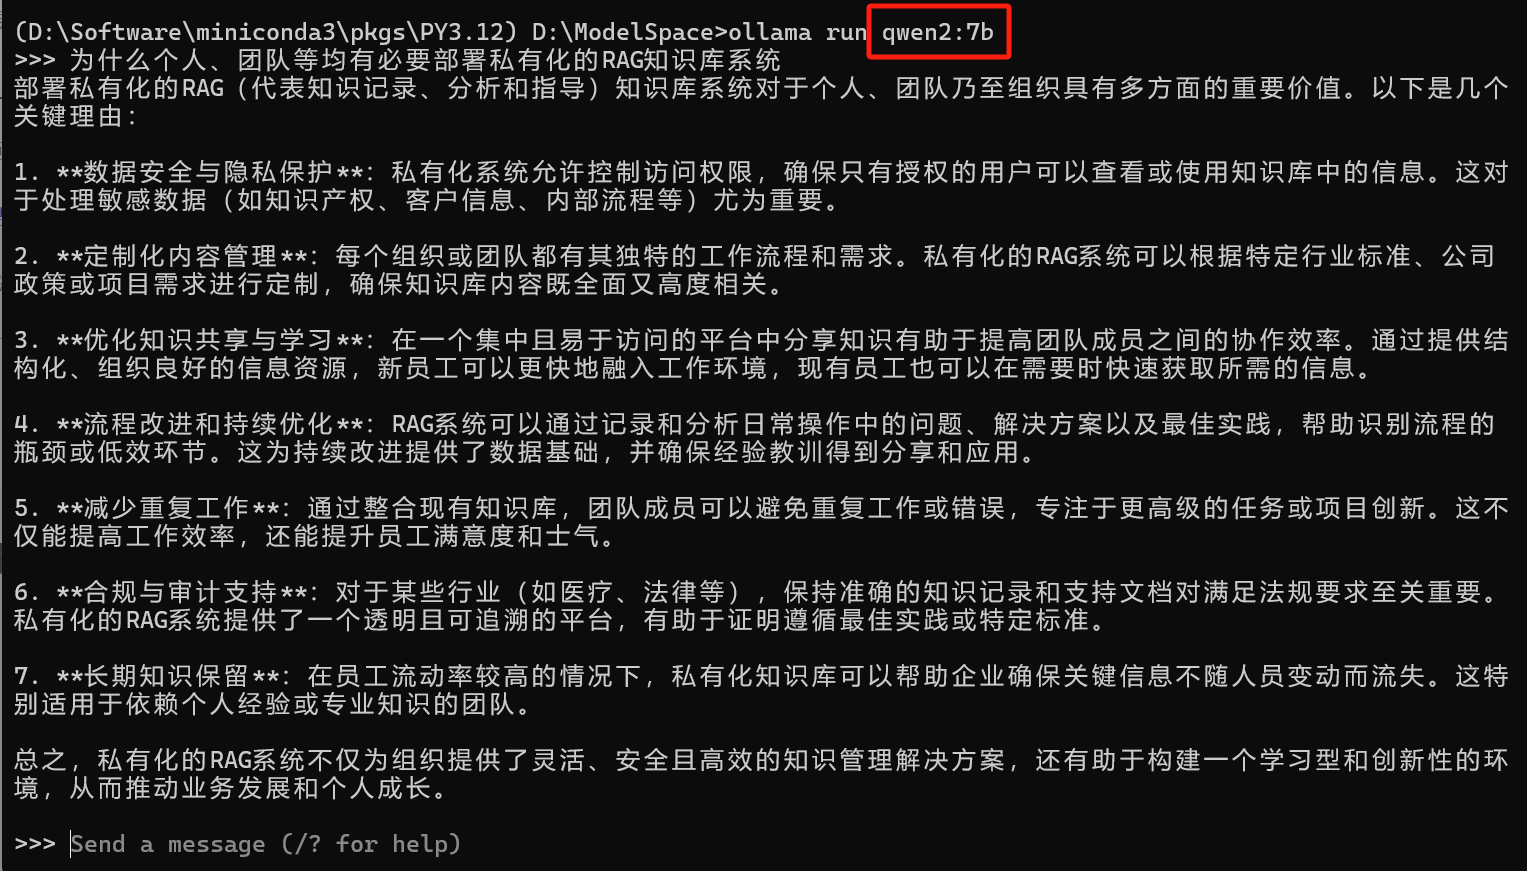 (D:\Software\miniconda3\pkgs\PY3.12) D:\ModelSpace>ollama run qwen2:7b
>>> 为什么个人、团队等均有必要部署私有化的RAG知识库系统
部署私有化的RAG（代表知识记录、分析和指导）知识库系统对于个人、团队乃至组织具有多方面的重要价值。以下是几个
关键理由：
1. **数据安全与隐私保护**：私有化系统允许控制访问权限，确保只有授权的用户可以查看或使用知识库中的信息。这对
于处理敏感数据（如知识产权、客户信息、内部流程等）尤为重要。
2. **定制化内容管理**：每个组织或团队都有其独特的工作流程和需求。私有化的RAG系统可以根据特定行业标准、公司
政策或项目需求进行定制，确保知识库内容既全面又高度相关。
3. **优化知识共享与学习**：在一个集中且易于访问的平台中分享知识有助于提高团队成员之间的协作效率。通过提供结
构化、组织良好的信息资源，新员工可以更快地融入工作环境，现有员工也可以在需要时快速获取所需的信息。
4. **流程改进和持续优化**：RAG系统可以通过记录和分析日常操作中的问题、解决方案以及最佳实践，帮助识别流程的
瓶颈或低效环节。这为持续改进提供了数据基础，并确保经验教训得到分享和应用。
5. **减少重复工作**：通过整合现有知识库，团队成员可以避免重复工作或错误，专注于更高级的任务或项目创新。这不
仅能提高工作效率，还能提升员工满意度和士气。
6. **合规与审计支持**：对于某些行业（如医疗、法律等），保持准确的知识记录和支持文档对满足法规要求至关重要。
私有化的RAG系统提供了一个透明且可追溯的平台，有助于证明遵循最佳实践或特定标准。
7. **长期知识保留**：在员工流动率较高的情况下，私有化知识库可以帮助企业确保关键信息不随人员变动而流失。这特
别适用于依赖个人经验或专业知识的团队。
总之，私有化的RAG系统不仅为组织提供了灵活、安全且高效的知识管理解决方案，还有助于构建一个学习型和创新性的环
境，从而推动业务发展和个人成长。
>>> Send a message (/? for help)